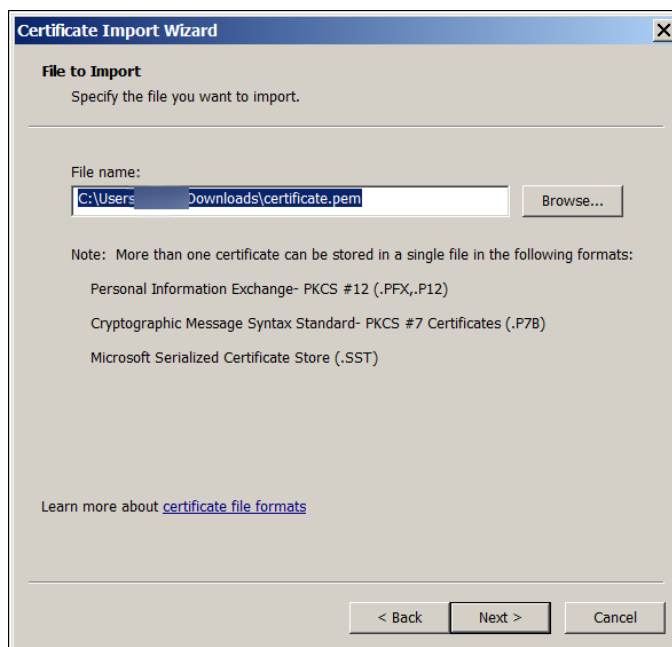 Certificate Import Wizard
File to Import
Specify the file you want to import.
File name:
C:\Users Downloads\certificate.pem
Browse...
Note: More than one certificate can be stored in a single file in the following formats:
Personal Information Exchange- PKCS #12 (.PFX,.P12)
Cryptographic Message Syntax Standard- PKCS #7 Certificates (.P7B)
Microsoft Serialized Certificate Store (.SST)
Learn more about certificate file formats
< Back
Next >
Cancel